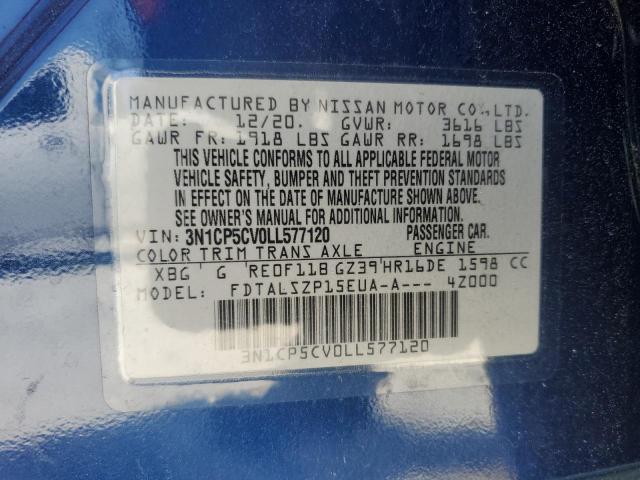 MANUFACTURED BY NISSAN MOTOR CO.,LTD.
DATE: 12/20. GVWR: 3616 LBS
GAWR FR: 1918 LBS GAWR RR: 1698 LBS
THIS VEHICLE CONFORMS TO ALL APPLICABLE FEDERAL MOTOR
VEHICLE SAFETY, BUMPER AND THEFT PREVENTION STANDARDS
IN EFFECT ON THE DATE OF MANUFACTURE SHOWN ABOVE.
SEE OWNER'S MANUAL FOR ADDITIONAL INFORMATION.
VIN: 3N1CP5CV0LL577120 PASSENGER CAR.
COLOR TRIM TRANS AXLE ENGINE
XBG G RE0F11B GZ39 HR16DE 1598 CC
MODEL: FDTALSZP15EUA-A--- 4Z000
3N1CP5CV0LL577120